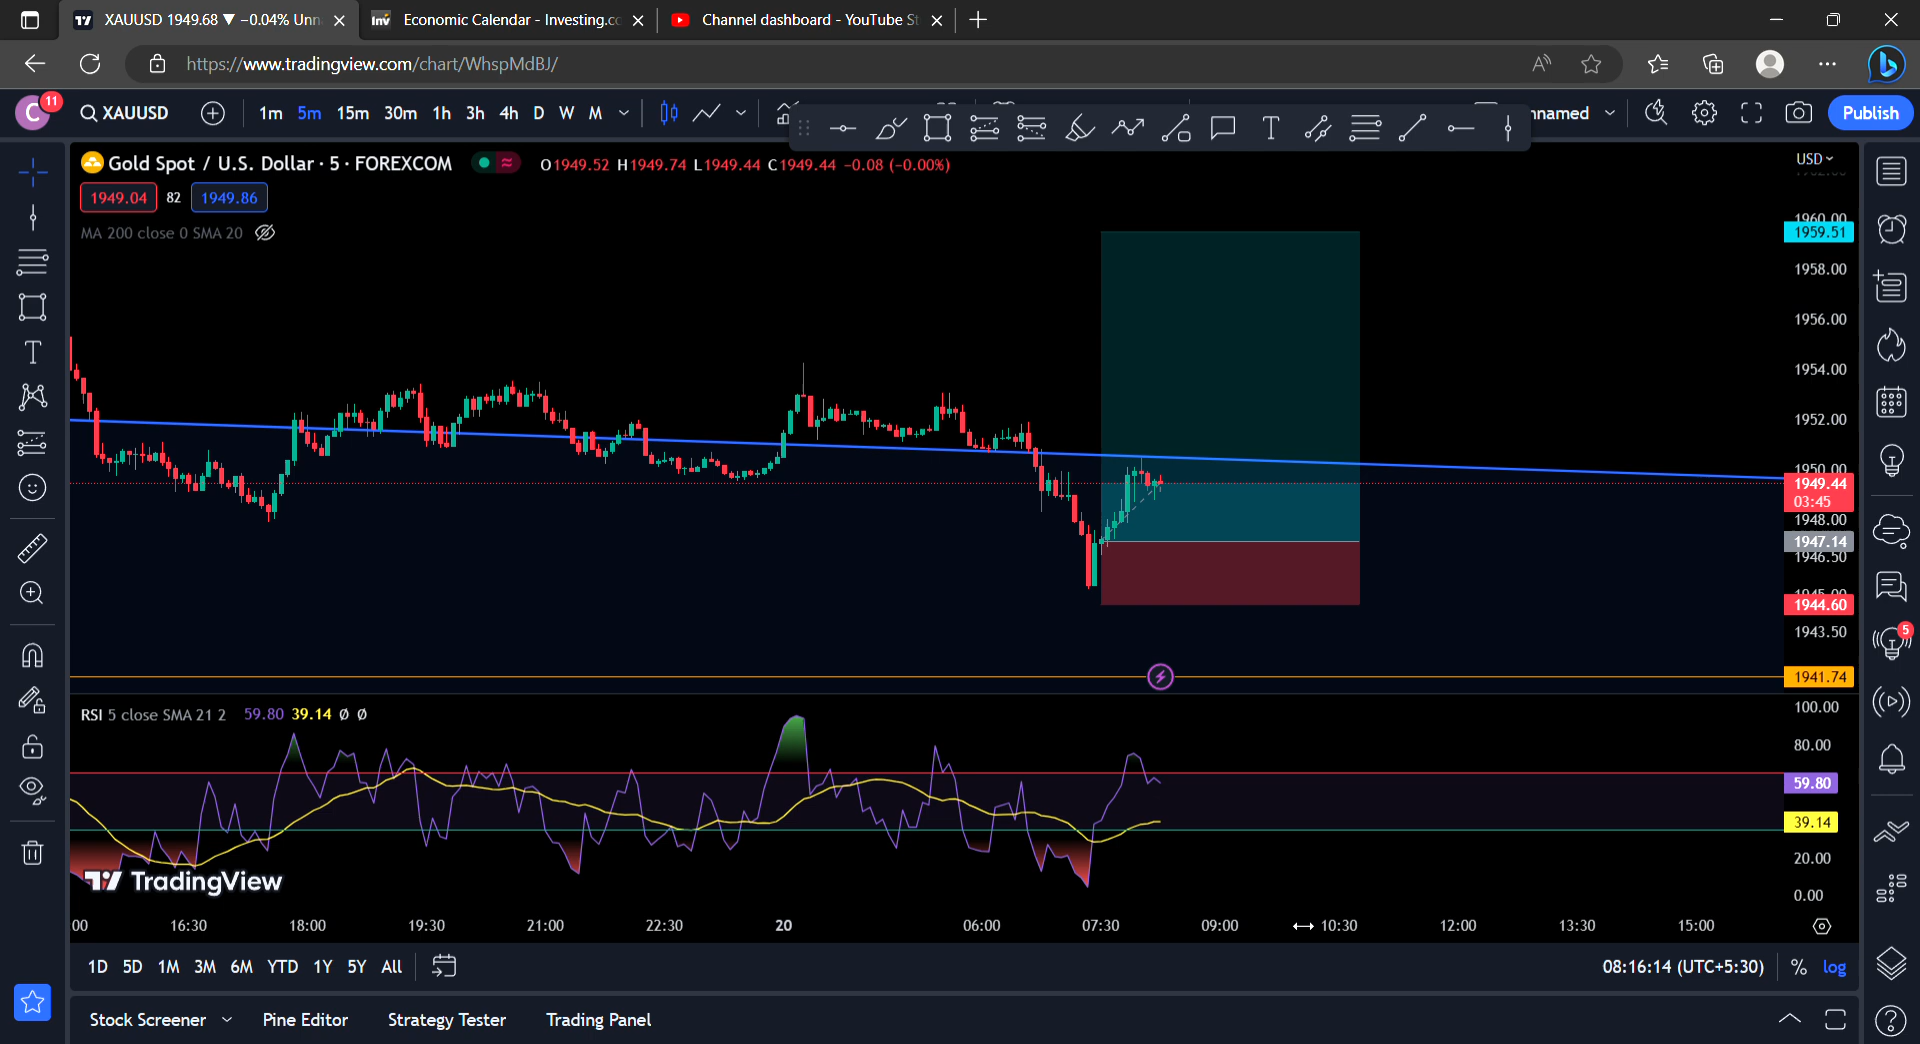 XAUUSD 1949.68 ▼ −0.04% Unn
Economic Calendar - Investing.co
Channel dashboard - YouTube St
https://www.tradingview.com/chart/WhspMdBJ/
C 11
XAUUSD
1m 5m 15m 30m 1h 3h 4h D W M
nnamed
Publish
Gold Spot / U.S. Dollar · 5 · FOREXCOM
O1949.52 H1949.74 L1949.44 C1949.44 −0.08 (−0.00%)
USD
1949.04 82 1949.86
MA 200 close 0 SMA 20
1960.00
1959.51
1958.00
1956.00
1954.00
1952.00
1950.00
1949.44
03:45
1948.00
1947.14
1946.50
1945.00
1944.60
1943.50
5
1941.74
RSI 5 close SMA 21 2 59.80 39.14 Ø Ø
100.00
80.00
59.80
39.14
20.00
0.00
TradingView
:00 16:30 18:00 19:30 21:00 22:30 20 06:00 07:30 09:00 10:30 12:00 13:30 15:00
1D 5D 1M 3M 6M YTD 1Y 5Y All
08:16:14 (UTC+5:30) % log
Stock Screener Pine Editor Strategy Tester Trading Panel